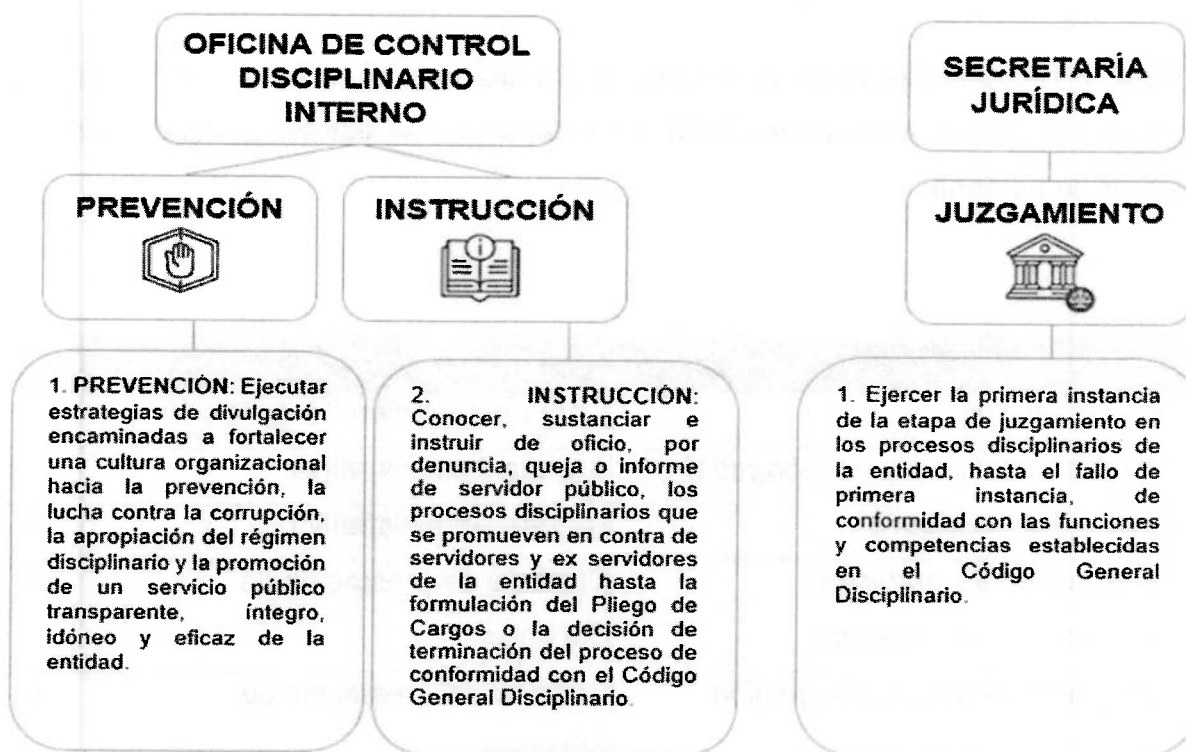 OFICINA DE CONTROL
DISCIPLINARIO
INTERNO
SECRETARÍA
JURÍDICA
PREVENCIÓN
INSTRUCCIÓN
JUZGAMIENTO
1. PREVENCIÓN: Ejecutar
estrategias de divulgación
encaminadas a fortalecer
una cultura organizacional
hacia la prevención, la
lucha contra la corrupción,
la apropiación del régimen
disciplinario y la promoción
de un servicio público
transparente, íntegro,
idóneo y eficaz de la
entidad.
2. INSTRUCCIÓN:
Conocer, sustanciar e
instruir de oficio, por
denuncia, queja o informe
de servidor público, los
procesos disciplinarios que
se promueven en contra de
servidores y ex servidores
de la entidad hasta la
formulación del Pliego de
Cargos o la decisión de
terminación del proceso de
conformidad con el Código
General Disciplinario.
1. Ejercer la primera instancia
de la etapa de juzgamiento en
los procesos disciplinarios de
la entidad, hasta el fallo de
primera instancia, de
conformidad con las funciones
y competencias establecidas
en el Código General
Disciplinario.